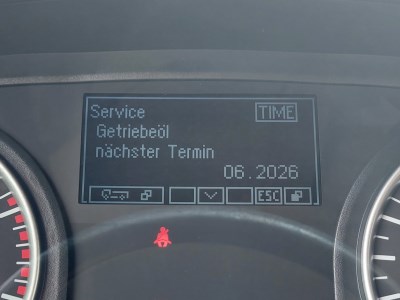 Service TIME
Getriebeöl
nächster Termin
06.2026
ESC